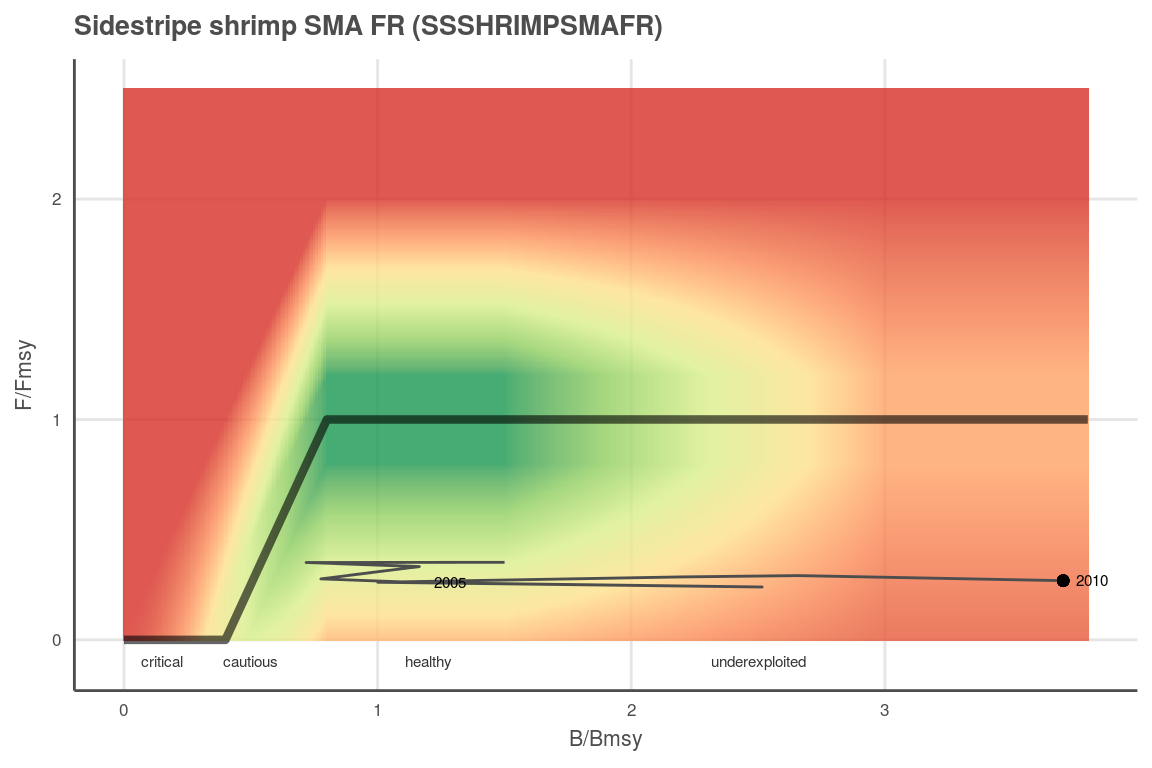 Sidestripe shrimp SMA FR (SSSHRIMPSMAFR)
F/Fmsy
2
1
0
2005
2010
critical cautious healthy underexploited
0 1 2 3
B/Bmsy